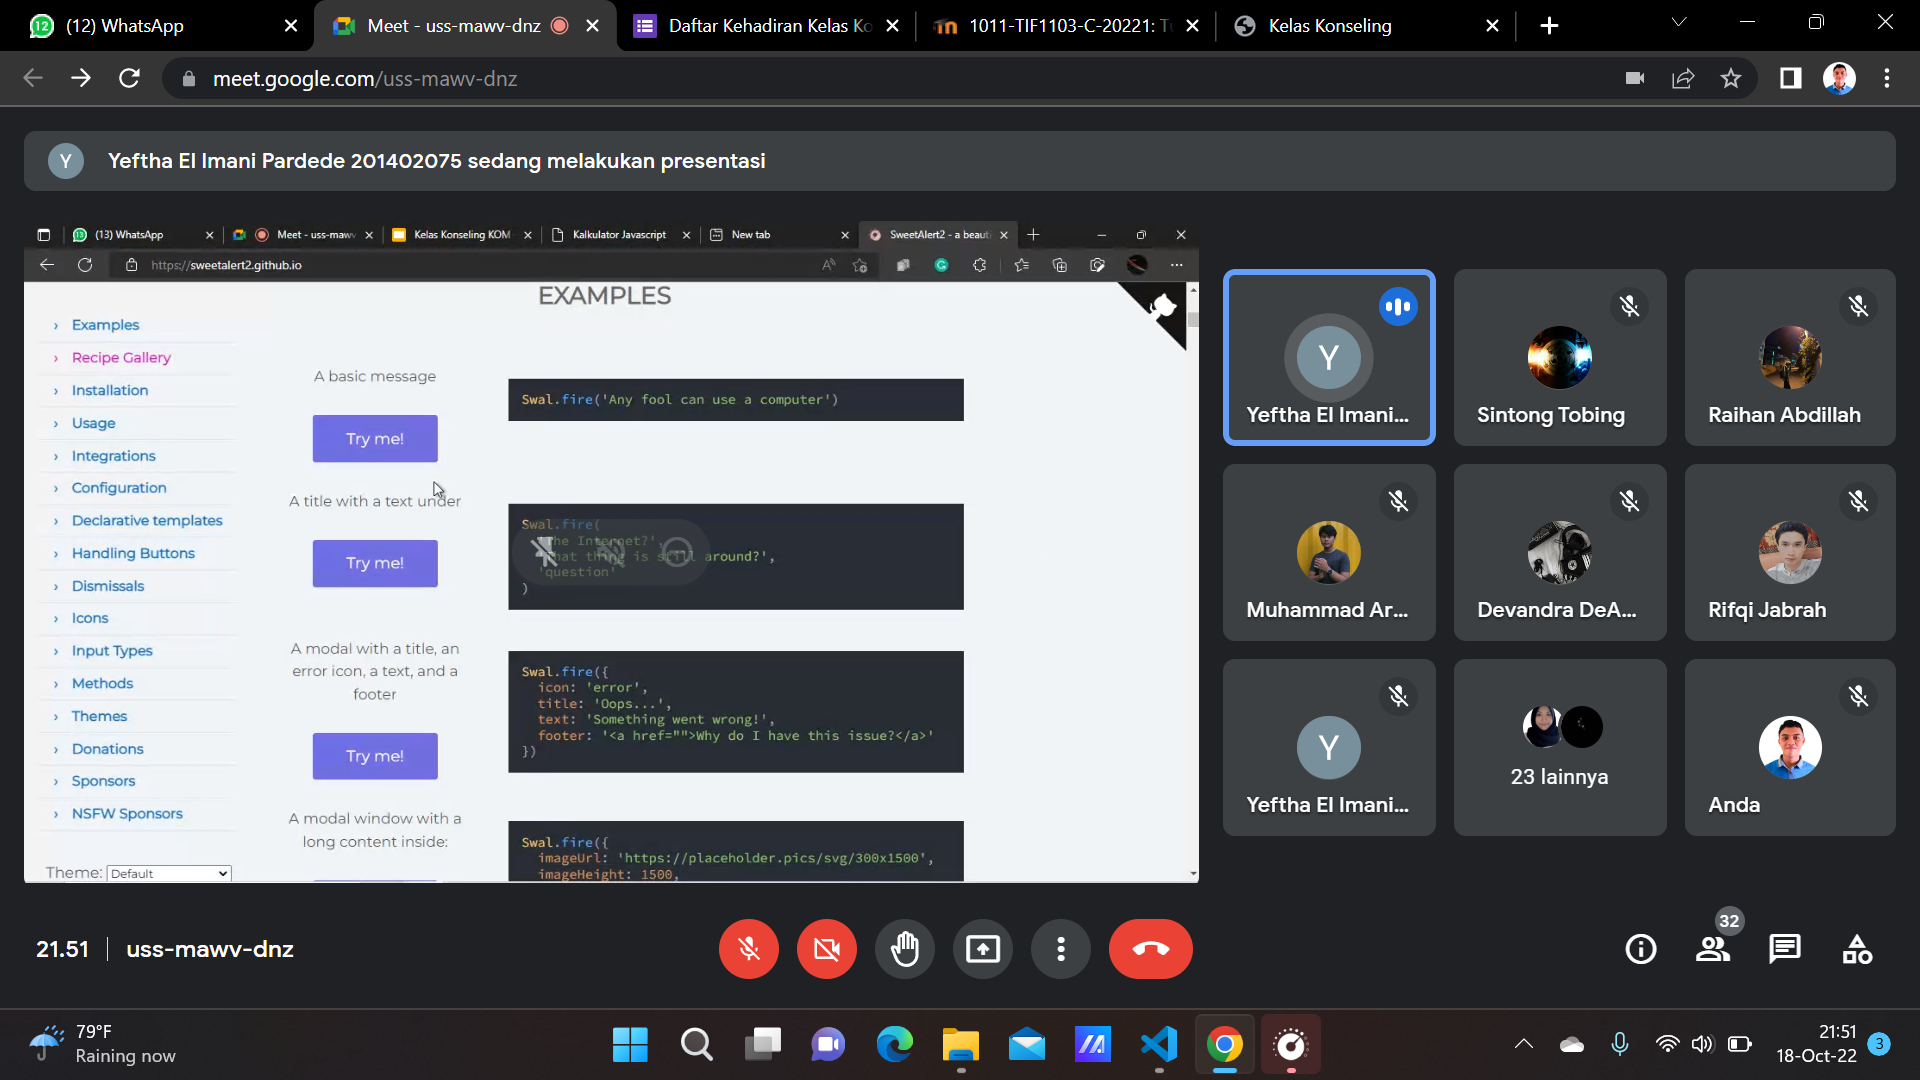 (12) WhatsApp
Meet - uss-mawv-dnz
Daftar Kehadiran Kelas Ko
1011-TIF1103-C-20221: Tu
Kelas Konseling
meet.google.com/uss-mawv-dnz
Y
Yeftha El Imani Pardede 201402075 sedang melakukan presentasi
(13) WhatsApp
Meet - uss-mawv
Kelas Konseling KOM
Kalkulator Javascript
New tab
SweetAlert2 - a beauti
https://sweetalert2.github.io
EXAMPLES
Examples
Recipe Gallery
Installation
Usage
Integrations
Configuration
Declarative templates
Handling Buttons
Dismissals
Icons
Input Types
Methods
Themes
Donations
Sponsors
NSFW Sponsors
Theme: Default
A basic message
Try me!
Swal.fire('Any fool can use a computer')
A title with a text under
Try me!
Swal.fire(
'The Internet?',
'That thing is still around?',
'question'
)
A modal with a title, an
error icon, a text, and a
footer
Try me!
Swal.fire({
icon: 'error',
title: 'Oops...',
text: 'Something went wrong!',
footer: '<a href="">Why do I have this issue?</a>'
})
A modal window with a
long content inside:
Swal.fire({
imageUrl: 'https://placeholder.pics/svg/300x1500',
imageHeight: 1500,
Y
Yeftha El Imani...
Sintong Tobing
Raihan Abdillah
Muhammad Ar...
Devandra DeA...
Rifqi Jabrah
Y
Yeftha El Imani...
23 lainnya
Anda
21.51
uss-mawv-dnz
32
79°F
Raining now
21:51
18-Oct-22
3